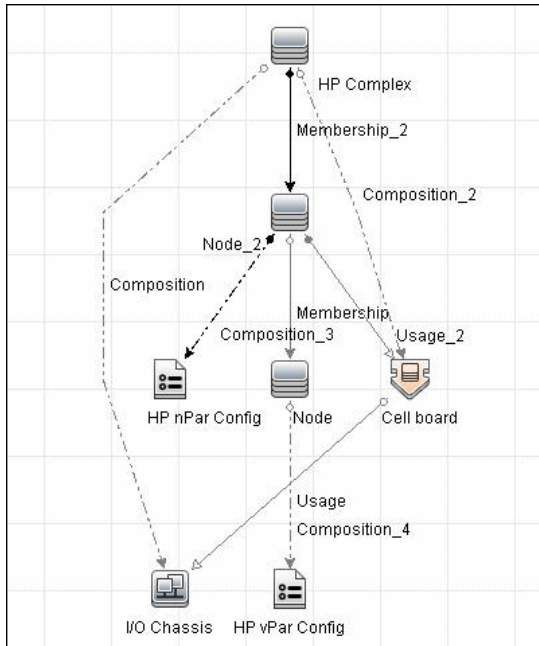 HP Complex
Membership_2
Composition_2
Node_2
Composition
Membership
Composition_3
Usage_2
HP nPar Config
Node
Cell board
Usage
Composition_4
I/O Chassis
HP vPar Config